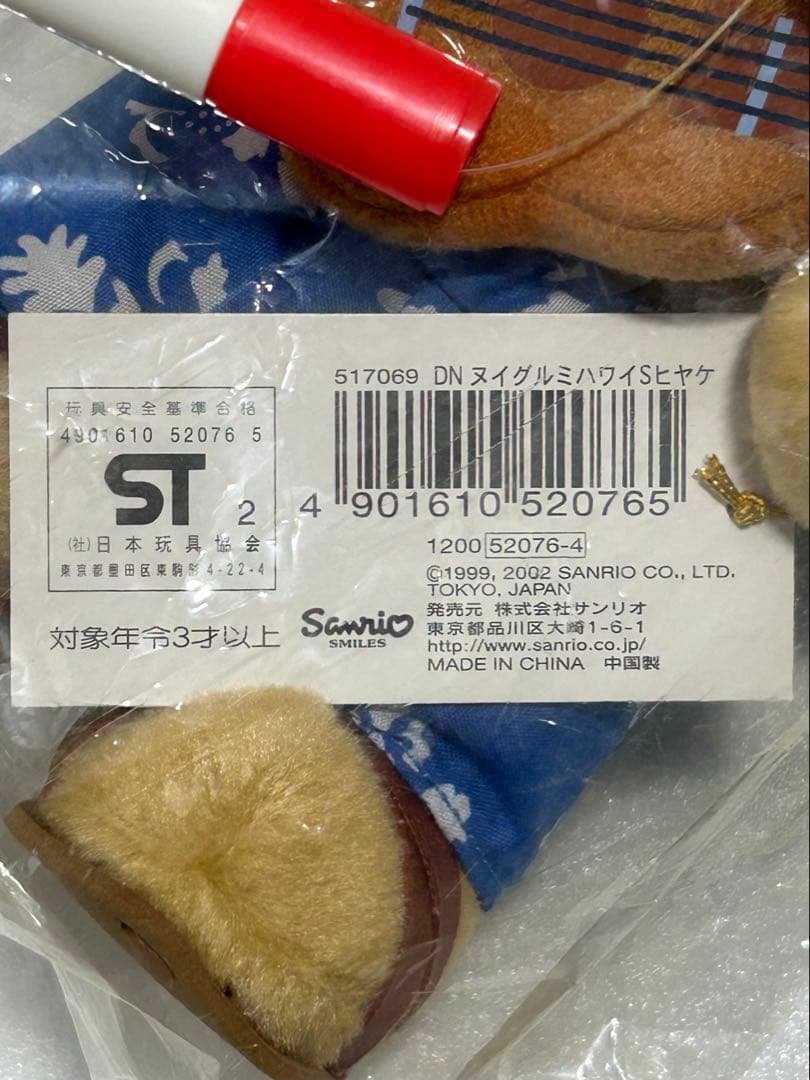 517069 DN ヌイグルミハワイSヒヤケ
玩具安全基準合格
4901610 52076 5
ST 2
(社)日本玩具協会
東京都墨田区東駒形4-22-4
対象年令3才以上
4 901610 520765
1200 52076-4
©1999, 2002 SANRIO CO., LTD.
TOKYO, JAPAN
Sanrio
SMILES
発売元 株式会社サンリオ
東京都品川区大崎1-6-1
http://www.sanrio.co.jp/
MADE IN CHINA 中国製